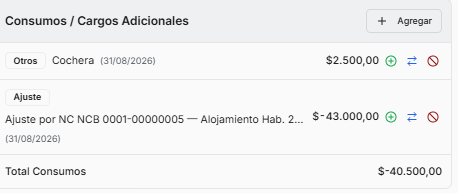 Consumos / Cargos Adicionales
+ Agregar
Otros Cochera (31/08/2026) $2.500,00
Ajuste
Ajuste por NC NCB 0001-00000005 — Alojamiento Hab. 2... $-43.000,00
(31/08/2026)
Total Consumos $-40.500,00